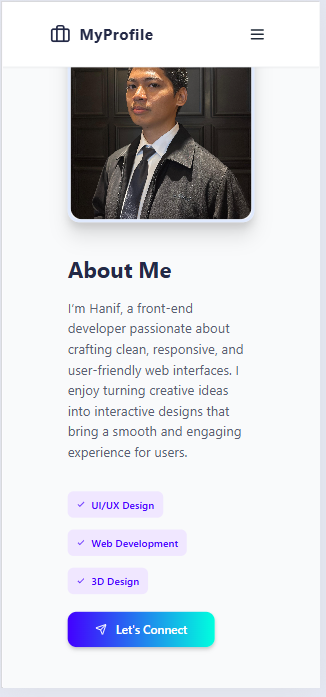 MyProfile
About Me
I'm Hanif, a front-end
developer passionate about
crafting clean, responsive, and
user-friendly web interfaces. I
enjoy turning creative ideas
into interactive designs that
bring a smooth and engaging
experience for users.
UI/UX Design
Web Development
3D Design
Let's Connect